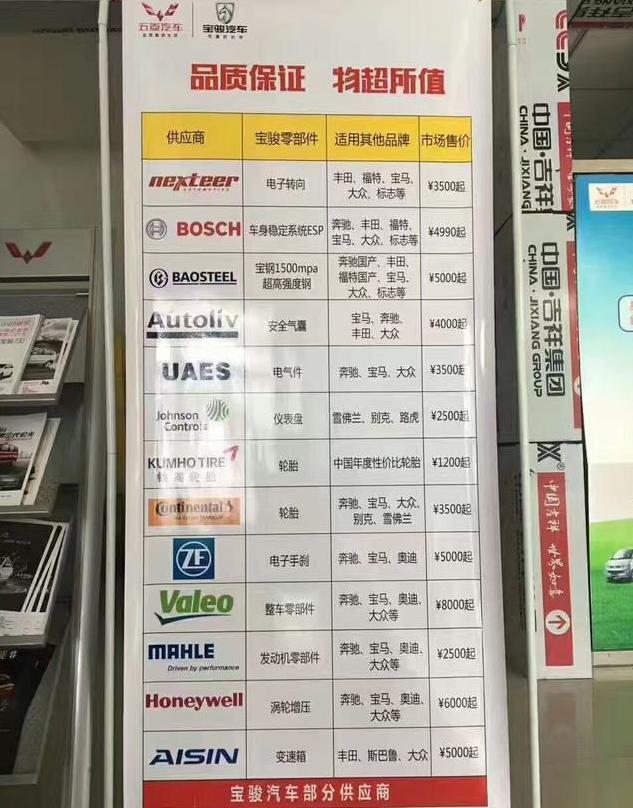 五菱汽车
宝骏汽车
品质保证 物超所值
供应商 宝骏零部件 适用其他品牌 市场售价
nexteer
AUTOMOTIVE
电子转向
丰田、福特、宝马、
大众、标志等
¥3500起
BOSCH
车身稳定系统ESP
奔驰、丰田、福特、
宝马、大众、标志等
¥4990起
BAOSTEEL
宝钢1500mpa
超高强度钢
奔驰国产、丰田、
福特国产、宝马、
大众、标志等
¥5000起
Autoliv
安全气囊
宝马、奔驰、
丰田、大众
¥4000起
UAES
电气件
奔驰、宝马、大众
¥3500起
Johnson
Controls
仪表盘
雪佛兰、别克、路虎
¥2500起
KUMHO TIRE
锦湖轮胎
轮胎
中国年度性价比轮胎
¥1200起
Continental
轮胎
奔驰、宝马、大众、
别克、雪佛兰
¥3500起
ZF
电子手刹
奔驰、宝马、奥迪
¥5000起
Valeo
整车零部件
奔驰、宝马、奥迪、
大众等
¥8000起
MAHLE
Driven by performance
发动机零部件
奔驰、宝马、奥迪、
大众等
¥2500起
Honeywell
涡轮增压
奔驰、宝马、奥迪、
大众等
¥6000起
AISIN
变速箱
丰田、斯巴鲁、大众
¥5000起
宝骏汽车部分供应商
中国·吉祥
CHINA · JIXIANG
中国·吉祥集团
CHINA · JIXIANG GROUP
中国吉祥 世界如意